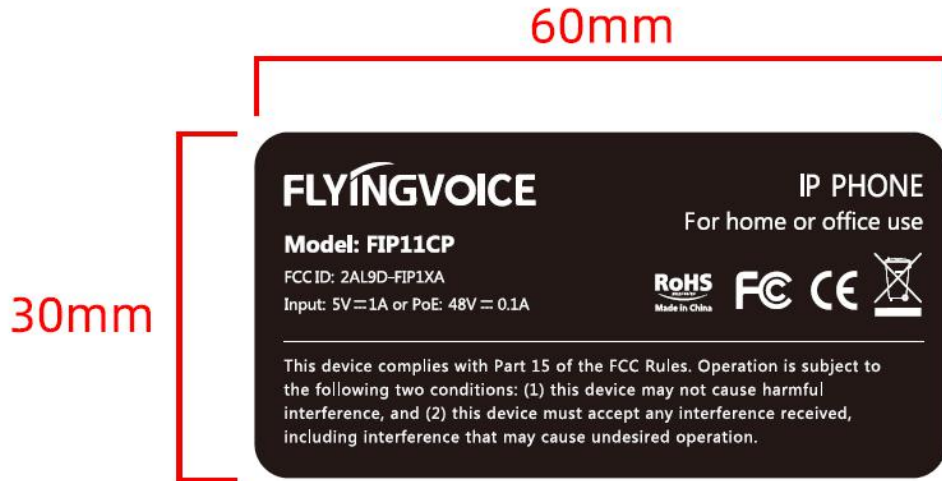 60mm
30mm
FLYINGVOICE
IP PHONE
For home or office use
Model: FIP11CP
FCC ID: 2AL9D-FIP1XA
Input: 5V⎓1A or PoE: 48V⎓0.1A
RoHS
Made in China
FC CE
This device complies with Part 15 of the FCC Rules. Operation is subject to
the following two conditions: (1) this device may not cause harmful
interference, and (2) this device must accept any interference received,
including interference that may cause undesired operation.